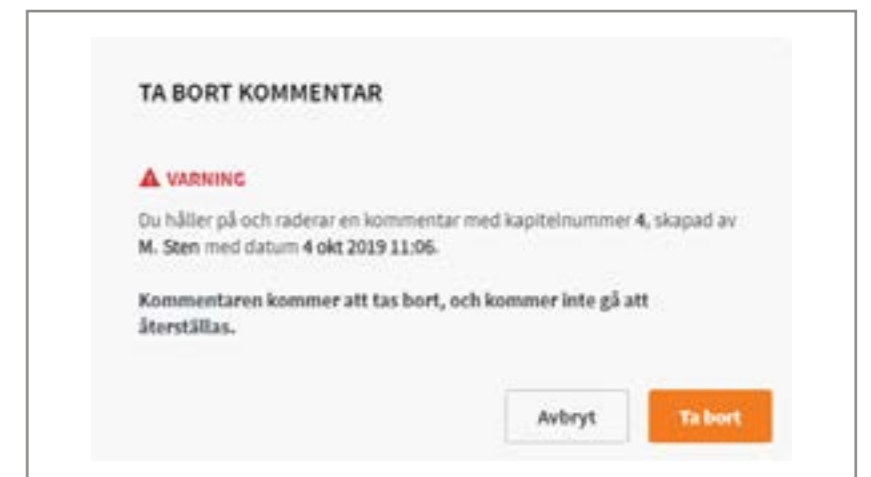 TA BORT KOMMENTAR
VARNING
Du håller på och raderar en kommentar med kapitelnummer 4, skapad av
M. Sten med datum 4 okt 2019 11:06.
Kommentaren kommer att tas bort, och kommer inte gå att
återställas.
Avbryt
Ta bort